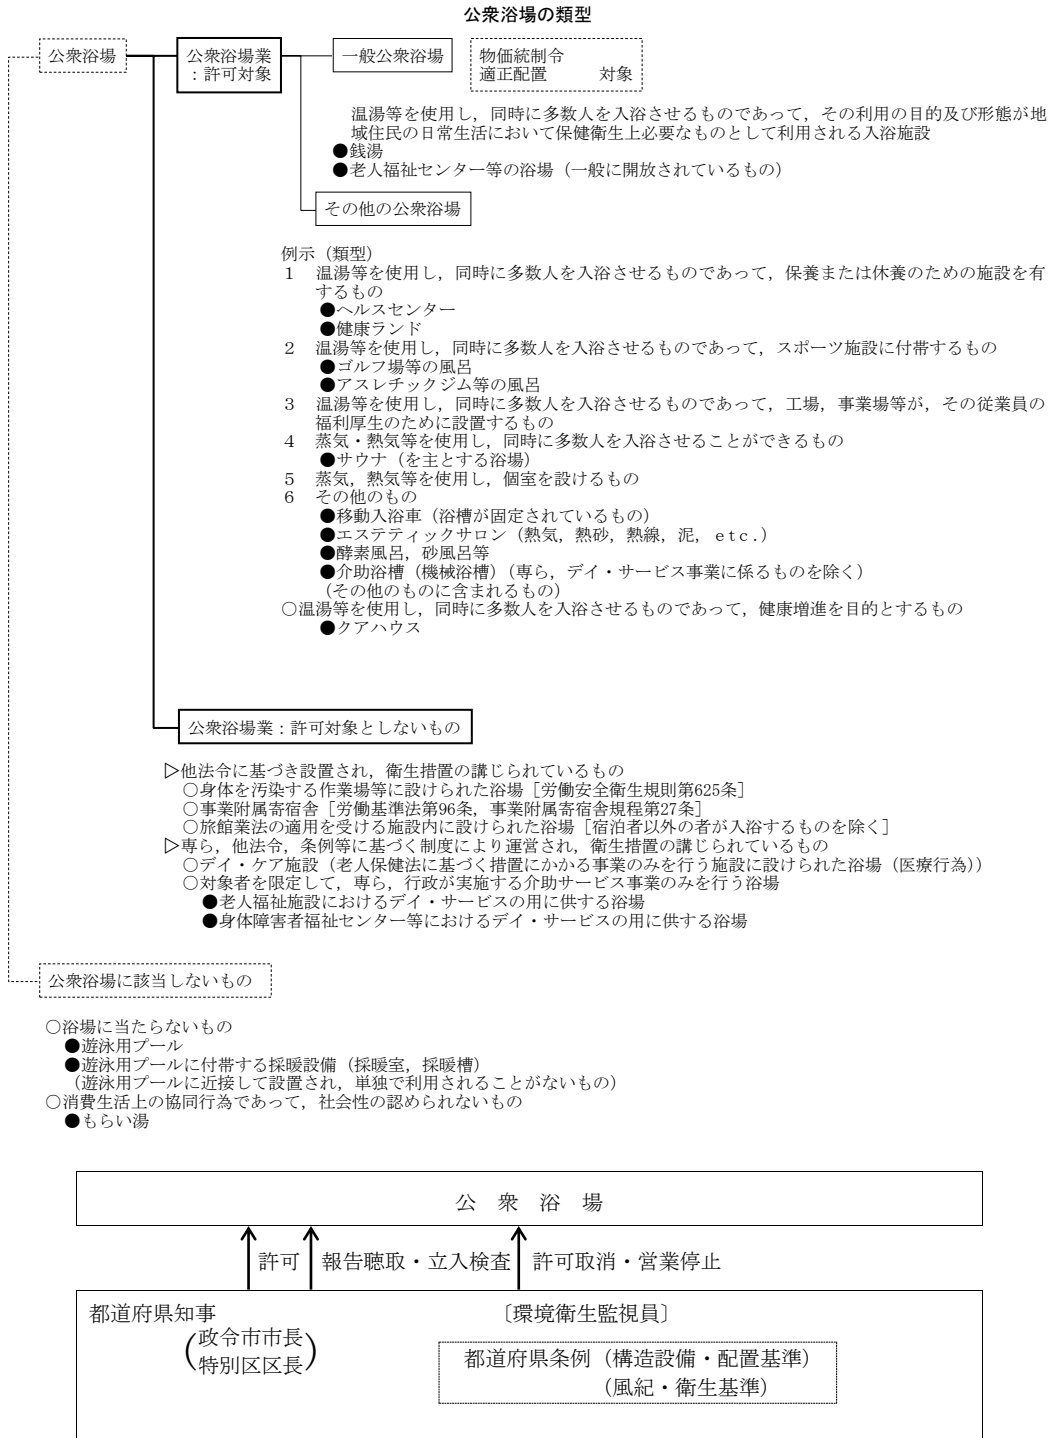 公衆浴場の類型
公衆浴場
公衆浴場業
：許可対象
一般公衆浴場
物価統制令
適正配置　　　対象
温湯等を使用し，同時に多数人を入浴させるものであって，その利用の目的及び形態が地
域住民の日常生活において保健衛生上必要なものとして利用される入浴施設
●銭湯
●老人福祉センター等の浴場（一般に開放されているもの）
その他の公衆浴場
例示（類型）
１　温湯等を使用し，同時に多数人を入浴させるものであって，保養または休養のための施設を有
するもの
●ヘルスセンター
●健康ランド
２　温湯等を使用し，同時に多数人を入浴させるものであって，スポーツ施設に付帯するもの
●ゴルフ場等の風呂
●アスレチックジム等の風呂
３　温湯等を使用し，同時に多数人を入浴させるものであって，工場，事業場等が，その従業員の
福利厚生のために設置するもの
４　蒸気・熱気等を使用し，同時に多数人を入浴させることができるもの
●サウナ（を主とする浴場）
５　蒸気，熱気等を使用し，個室を設けるもの
６　その他のもの
●移動入浴車（浴槽が固定されているもの）
●エステティックサロン（熱気，熱砂，熱線，泥，ｅｔｃ．）
●酵素風呂，砂風呂等
●介助浴槽（機械浴槽）（専ら，デイ・サービス事業に係るものを除く）
（その他のものに含まれるもの）
○温湯等を使用し，同時に多数人を入浴させるものであって，健康増進を目的とするもの
●クアハウス
公衆浴場業：許可対象としないもの
▷他法令に基づき設置され，衛生措置の講じられているもの
○身体を汚染する作業場等に設けられた浴場［労働安全衛生規則第625条］
○事業附属寄宿舎［労働基準法第96条，事業附属寄宿舎規程第27条］
○旅館業法の適用を受ける施設内に設けられた浴場［宿泊者以外の者が入浴するものを除く］
▷専ら，他法令，条例等に基づく制度により運営され，衛生措置の講じられているもの
○デイ・ケア施設（老人保健法に基づく措置にかかる事業のみを行う施設に設けられた浴場（医療行為））
○対象者を限定して，専ら，行政が実施する介助サービス事業のみを行う浴場
●老人福祉施設におけるデイ・サービスの用に供する浴場
●身体障害者福祉センター等におけるデイ・サービスの用に供する浴場
公衆浴場に該当しないもの
○浴場に当たらないもの
●遊泳用プール
●遊泳用プールに付帯する採暖設備（採暖室，採暖槽）
（遊泳用プールに近接して設置され，単独で利用されることがないもの）
○消費生活上の協同行為であって，社会性の認められないもの
●もらい湯
公　衆　浴　場
許可　報告聴取・立入検査　許可取消・営業停止
都道府県知事　〔環境衛生監視員〕
（政令市市長
特別区区長）
都道府県条例（構造設備・配置基準）
（風紀・衛生基準）